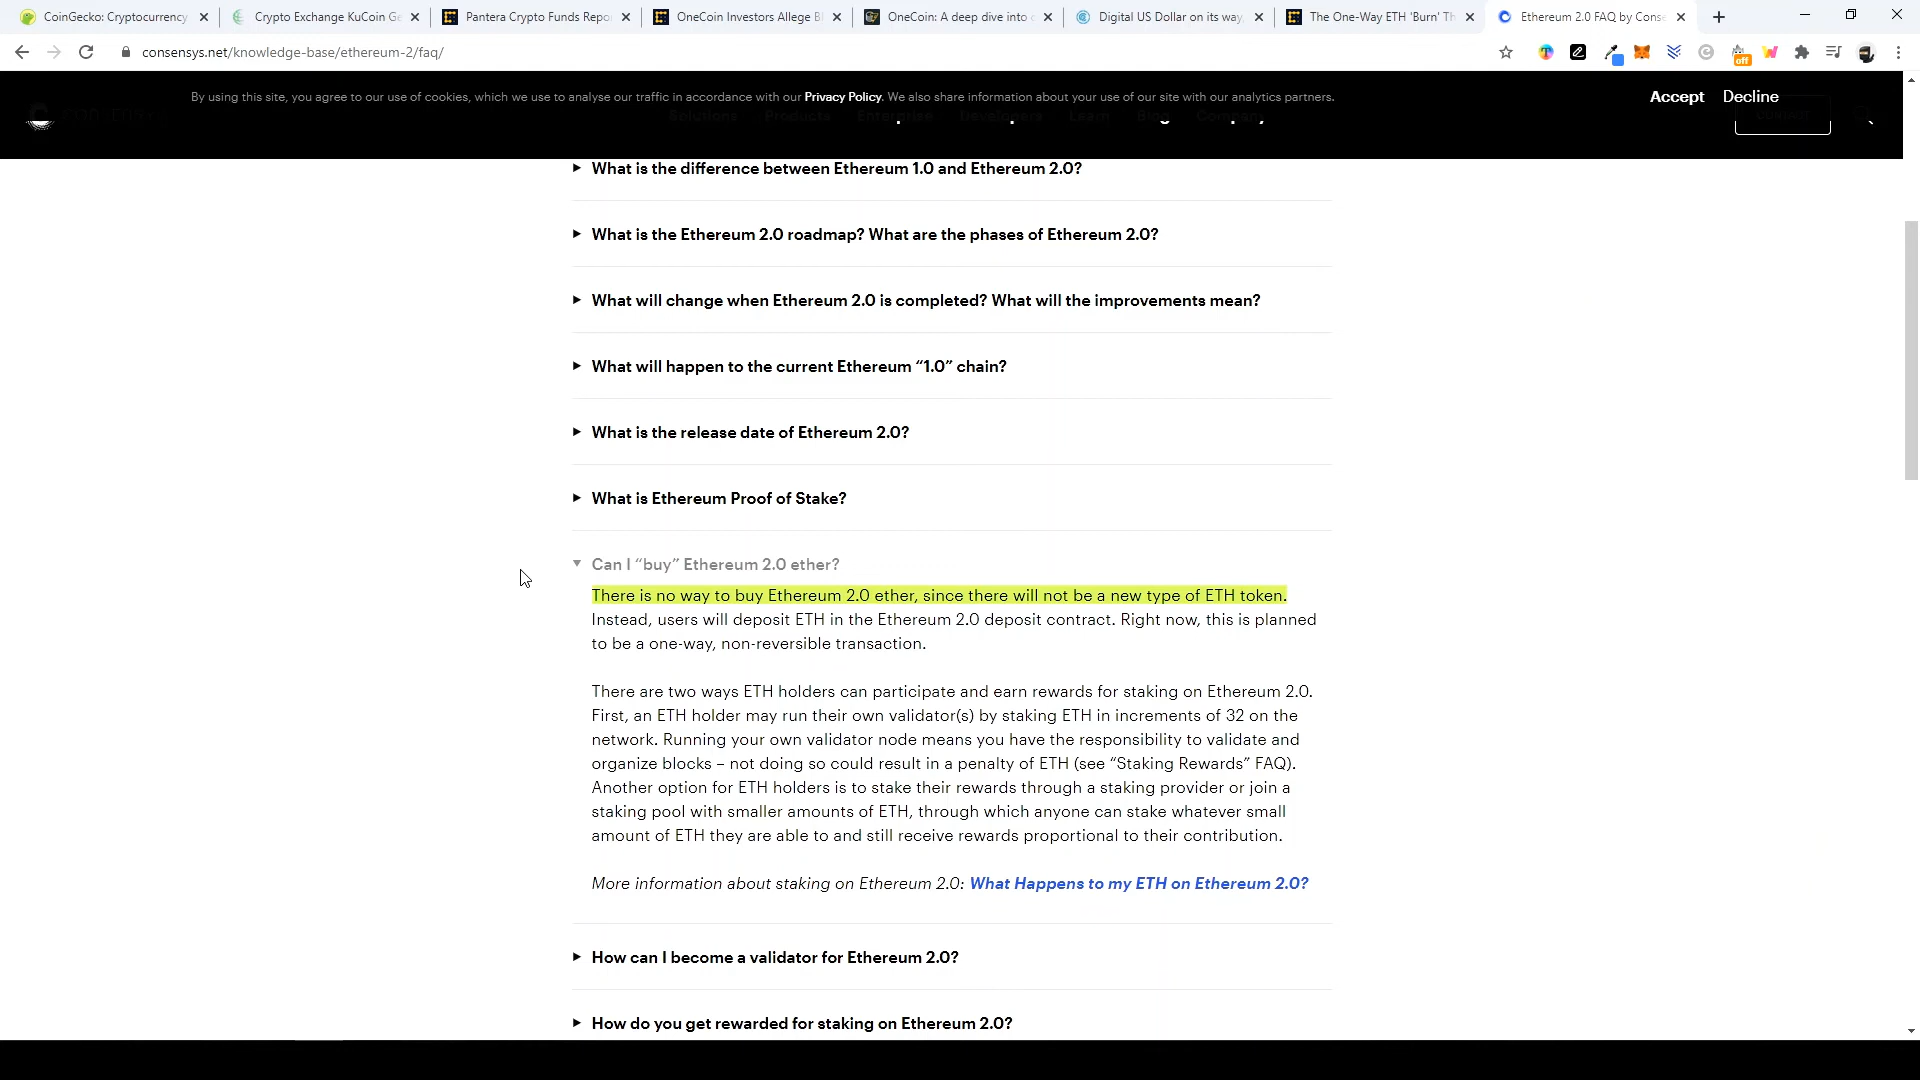 CoinGecko: Cryptocurrency
Crypto Exchange KuCoin Ge
Pantera Crypto Funds Repo
OneCoin Investors Allege Bl
OneCoin: A deep dive into c
Digital US Dollar on its way,
The One-Way ETH 'Burn' Th
Ethereum 2.0 FAQ by Conse
consensys.net/knowledge-base/ethereum-2/faq/
off
By using this site, you agree to our use of cookies, which we use to analyse our traffic in accordance with our Privacy Policy. We also share information about your use of our site with our analytics partners.
Accept Decline
Solutions Products Enterprise Developers Learn Blog Company
What is the difference between Ethereum 1.0 and Ethereum 2.0?
What is the Ethereum 2.0 roadmap? What are the phases of Ethereum 2.0?
What will change when Ethereum 2.0 is completed? What will the improvements mean?
What will happen to the current Ethereum “1.0” chain?
What is the release date of Ethereum 2.0?
What is Ethereum Proof of Stake?
Can I “buy” Ethereum 2.0 ether?
There is no way to buy Ethereum 2.0 ether, since there will not be a new type of ETH token.
Instead, users will deposit ETH in the Ethereum 2.0 deposit contract. Right now, this is planned
to be a one-way, non-reversible transaction.
There are two ways ETH holders can participate and earn rewards for staking on Ethereum 2.0.
First, an ETH holder may run their own validator(s) by staking ETH in increments of 32 on the
network. Running your own validator node means you have the responsibility to validate and
organize blocks – not doing so could result in a penalty of ETH (see “Staking Rewards” FAQ).
Another option for ETH holders is to stake their rewards through a staking provider or join a
staking pool with smaller amounts of ETH, through which anyone can stake whatever small
amount of ETH they are able to and still receive rewards proportional to their contribution.
More information about staking on Ethereum 2.0: What Happens to my ETH on Ethereum 2.0?
How can I become a validator for Ethereum 2.0?
How do you get rewarded for staking on Ethereum 2.0?